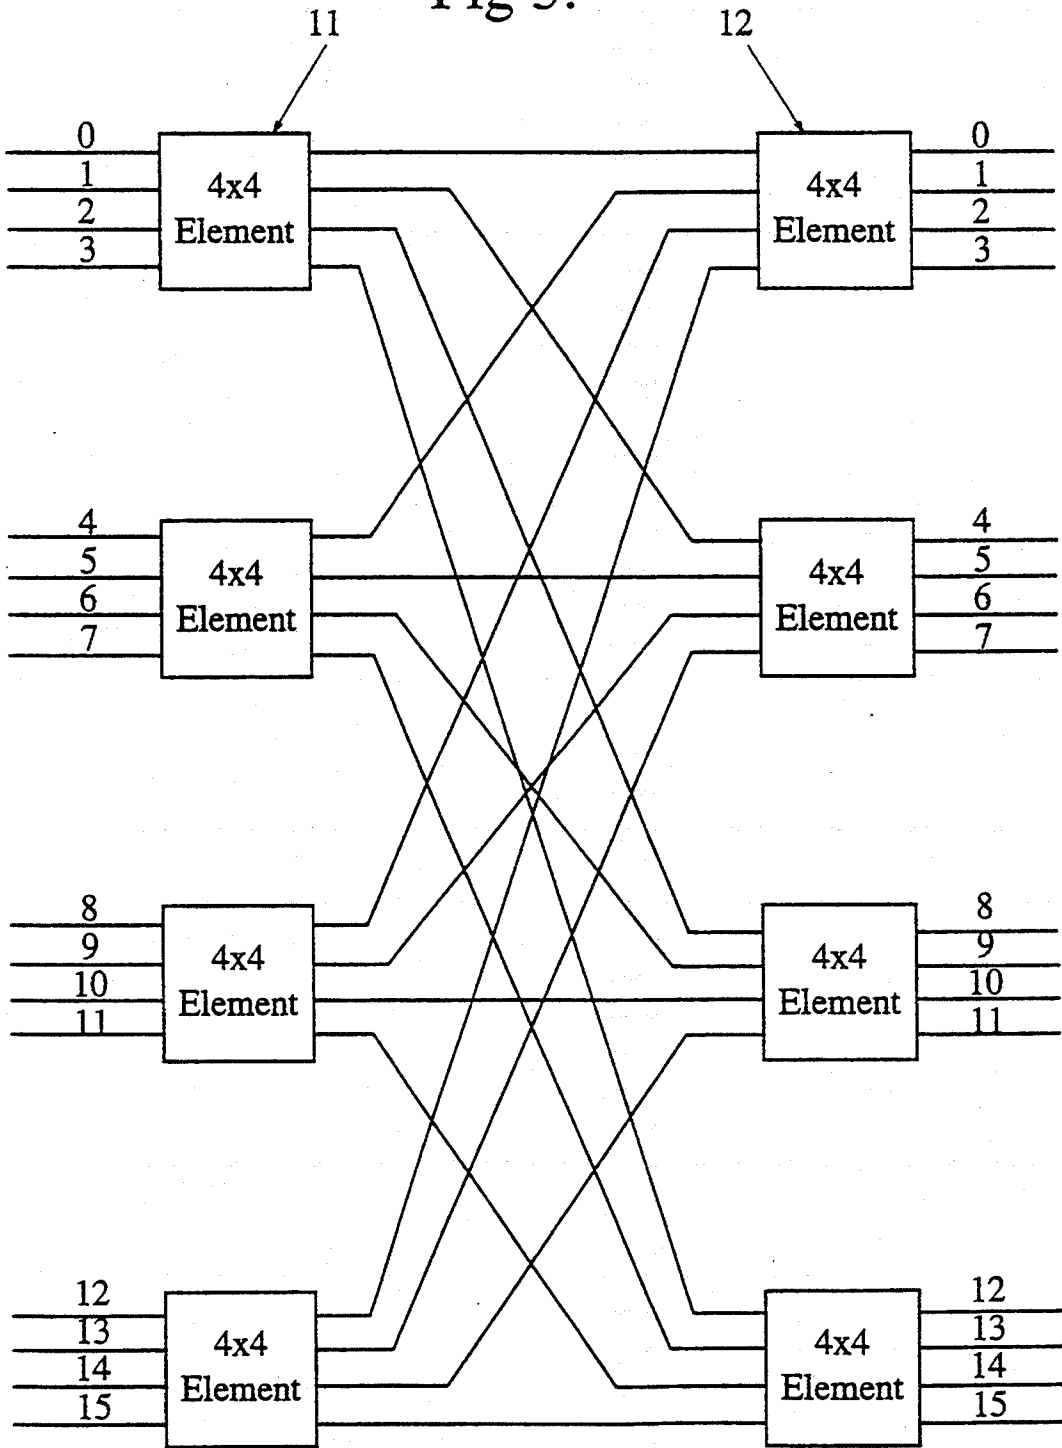 Fig 3.
11 12
0 0
1 4x4 4x4 1
2 Element Element 2
3 3
4 4
5 4x4 4x4 5
6 Element Element 6
7 7
8 8
9 4x4 4x4 9
10 Element Element 10
11 11
12 12
13 4x4 4x4 13
14 Element Element 14
15 15